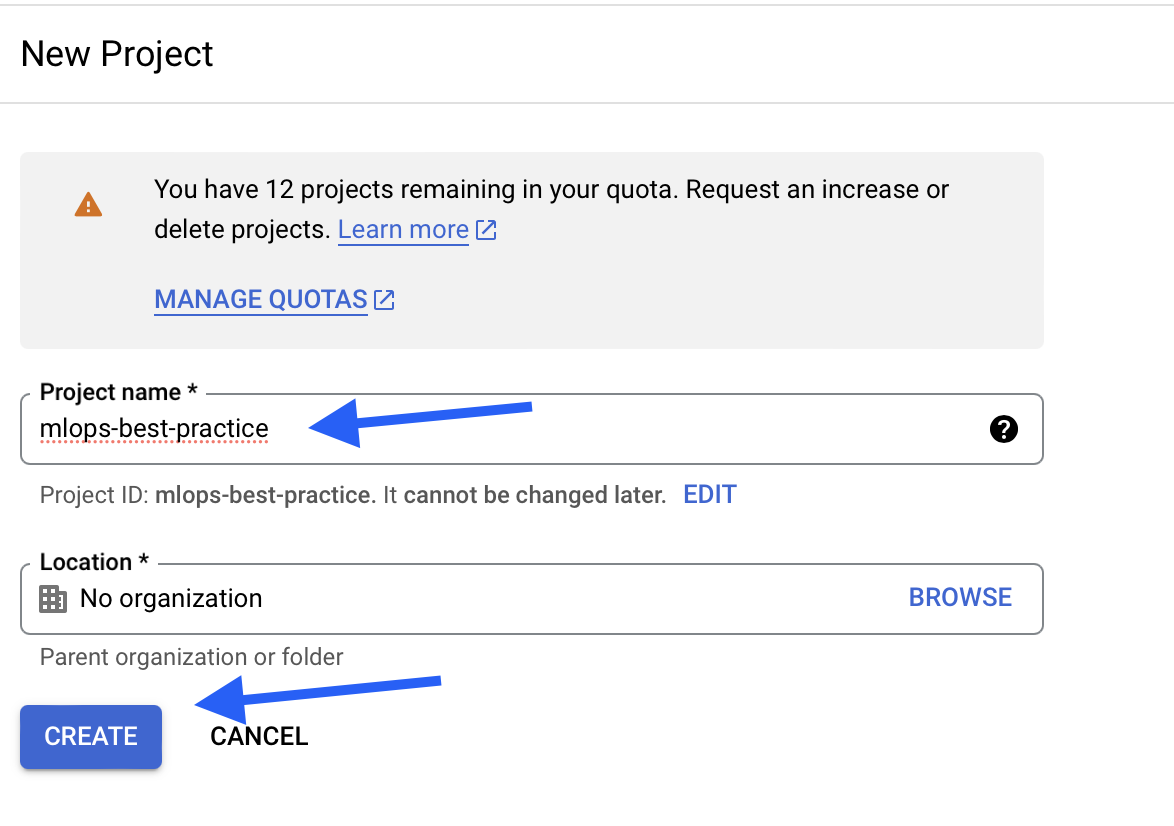 New Project
You have 12 projects remaining in your quota. Request an increase or
delete projects. Learn more
MANAGE QUOTAS
Project name *
mlops-best-practice
Project ID: mlops-best-practice. It cannot be changed later. EDIT
Location *
No organization BROWSE
Parent organization or folder
CREATE CANCEL